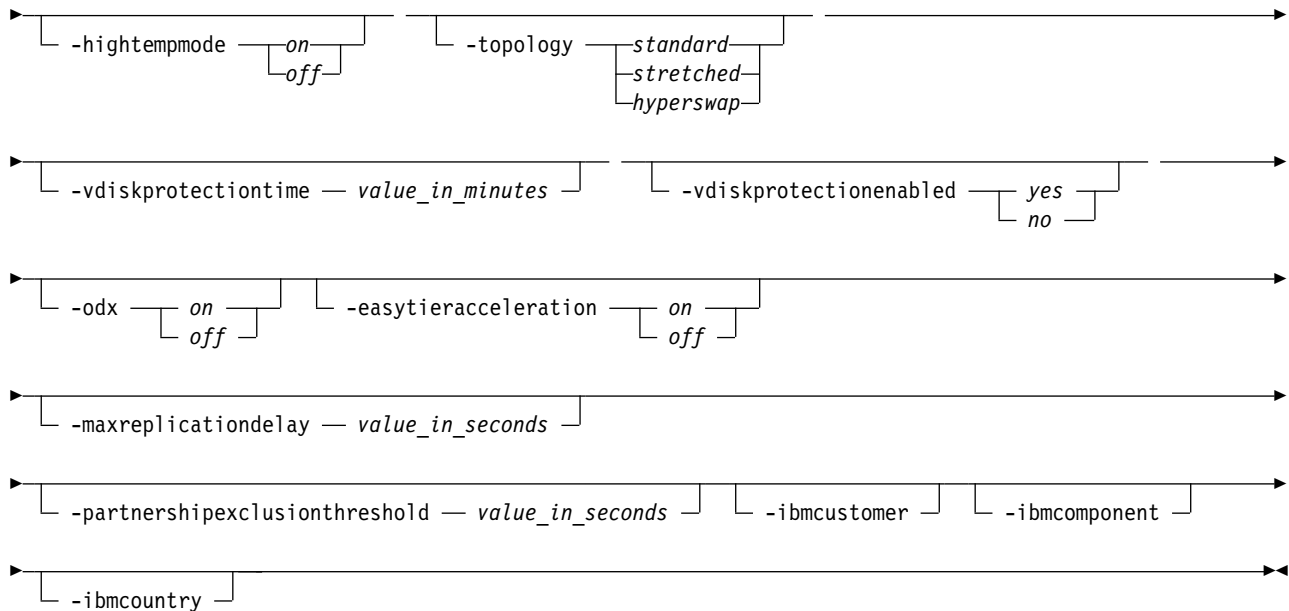 -hightempmode on -topology standard
off stretched
hyperswap
-vdiskprotectiontime value_in_minutes -vdiskprotectionenabled yes
no
-odx on -easytieracceleration on
off off
-maxreplicationdelay value_in_seconds
-partnershipexclusionthreshold value_in_seconds -ibmcustomer -ibmcomponent
-ibmcountry